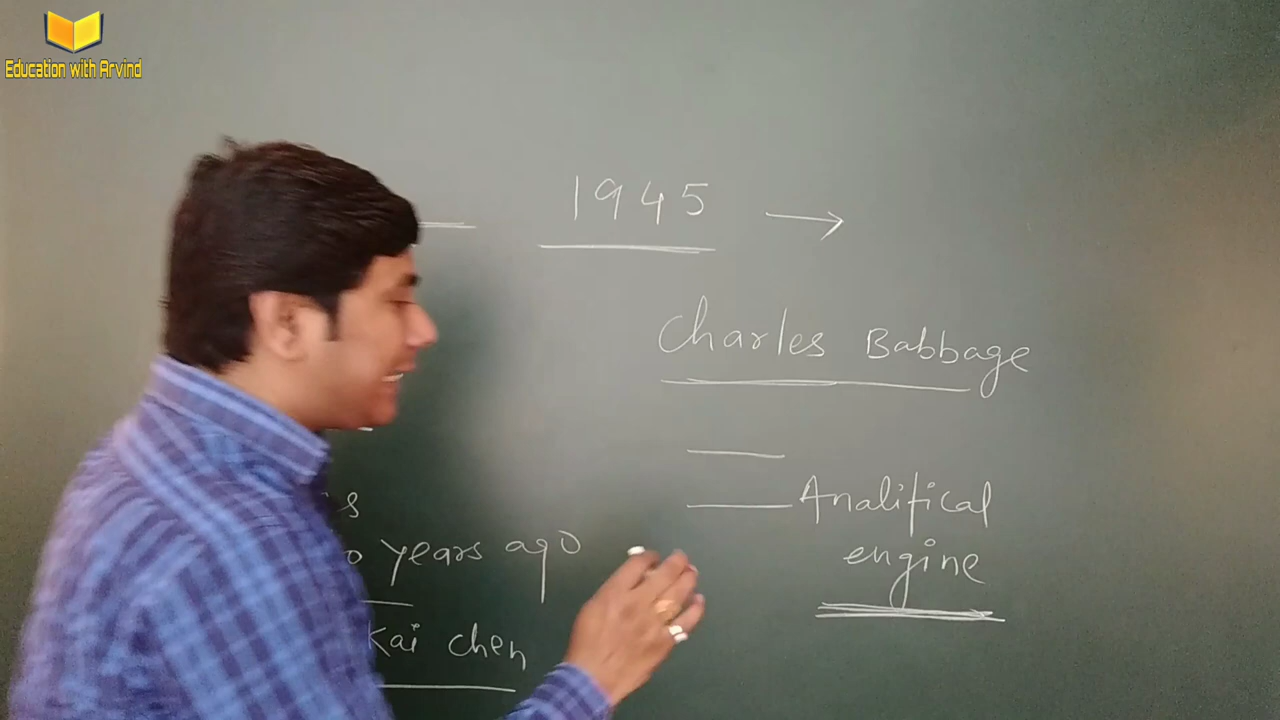 Education with Arvind
1945 →
Charles Babbage
Analitical
engine
years ago
Kai chen